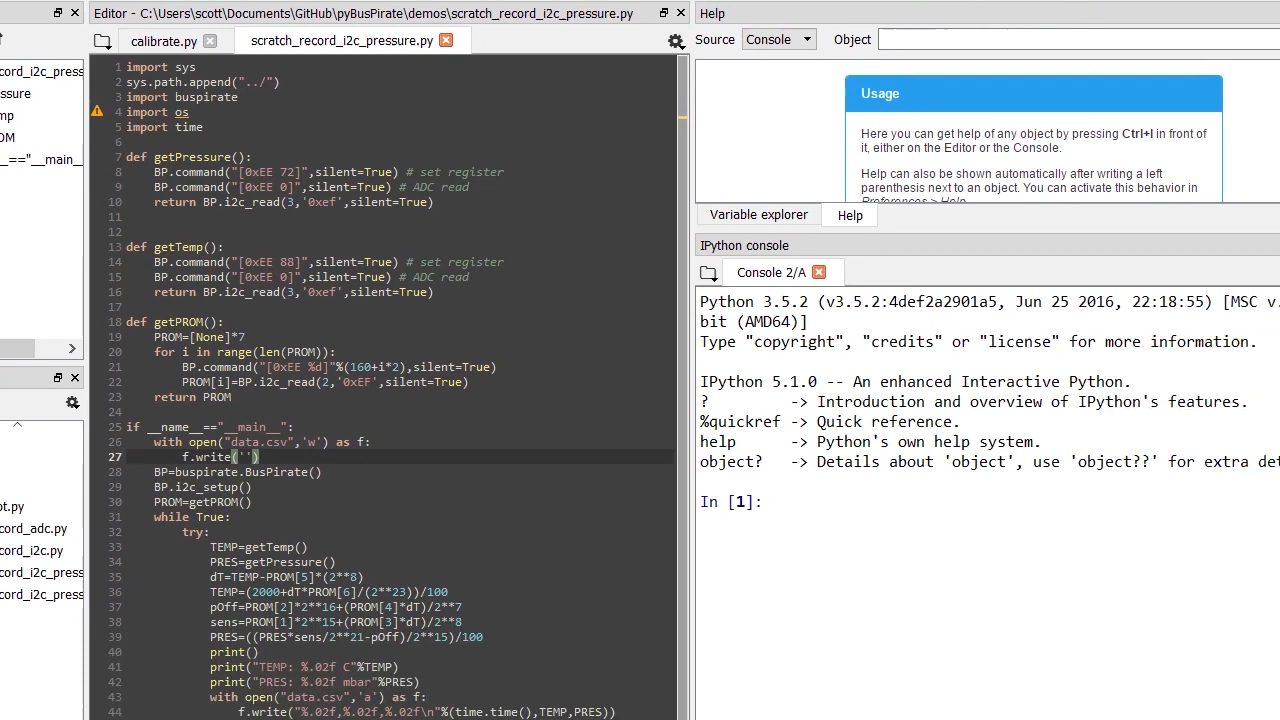 Editor - C:\Users\scott\Documents\GitHub\pyBusPirate\demos\scratch_record_i2c_pressure.py
calibrate.py
scratch_record_i2c_pressure.py
cord_i2c_press
ssure
mp
OM
_=="__main__
pt.py
cord_adc.py
cord_i2c.py
cord_i2c_press
cord_i2c_press
1 import sys
2 sys.path.append("../")
3 import buspirate
4 import os
5 import time
6
7 def getPressure():
8 BP.command("[0xEE 72]",silent=True) # set register
9 BP.command("[0xEE 0]",silent=True) # ADC read
10 return BP.i2c_read(3,'0xef',silent=True)
11
12
13 def getTemp():
14 BP.command("[0xEE 88]",silent=True) # set register
15 BP.command("[0xEE 0]",silent=True) # ADC read
16 return BP.i2c_read(3,'0xef',silent=True)
17
18 def getPROM():
19 PROM=[None]*7
20 for i in range(len(PROM)):
21 BP.command("[0xEE %d]"%(160+i*2),silent=True)
22 PROM[i]=BP.i2c_read(2,'0xEF',silent=True)
23 return PROM
24
25 if __name__=="__main__":
26 with open("data.csv",'w') as f:
27 f.write('')
28 BP=buspirate.BusPirate()
29 BP.i2c_setup()
30 PROM=getPROM()
31 while True:
32 try:
33 TEMP=getTemp()
34 PRES=getPressure()
35 dT=TEMP-PROM[5]*(2**8)
36 TEMP=(2000+dT*PROM[6]/(2**23))/100
37 pOff=PROM[2]*2**16+(PROM[4]*dT)/2**7
38 sens=PROM[1]*2**15+(PROM[3]*dT)/2**8
39 PRES=((PRES*sens/2**21-pOff)/2**15)/100
40 print()
41 print("TEMP: %.02f C"%TEMP)
42 print("PRES: %.02f mbar"%PRES)
43 with open("data.csv",'a') as f:
44 f.write("%.02f,%.02f,%.02f\n"%(time.time(),TEMP,PRES))
Help
Source Console Object
Usage
Here you can get help of any object by pressing Ctrl+I in front of
it, either on the Editor or the Console.
Help can also be shown automatically after writing a left
parenthesis next to an object. You can activate this behavior in
Preferences > Help
Variable explorer Help
IPython console
Console 2/A
Python 3.5.2 (v3.5.2:4def2a2901a5, Jun 25 2016, 22:18:55) [MSC v.
bit (AMD64)]
Type "copyright", "credits" or "license" for more information.
IPython 5.1.0 -- An enhanced Interactive Python.
? -> Introduction and overview of IPython's features.
%quickref -> Quick reference.
help -> Python's own help system.
object? -> Details about 'object', use 'object??' for extra det
In [1]: